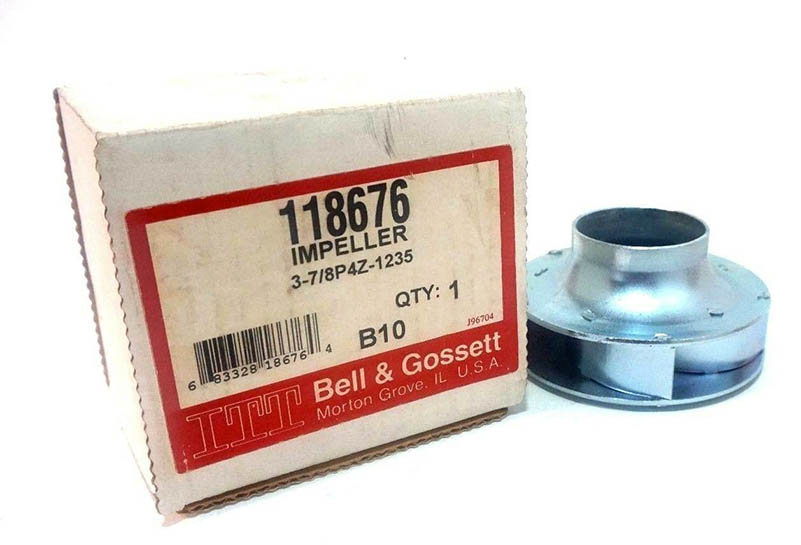 118676
IMPELLER
3-7/8P4Z-1235
QTY: 1
J96704
B10
6 83328 18676 4
ITT Bell & Gossett
Morton Grove, IL U.S.A.